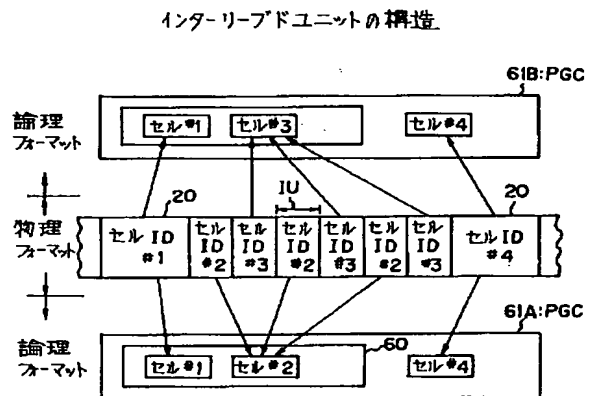 インターリーブドユニットの構造
61B:PGC
論理
フォーマット
セル#1
セル#3
セル#4
20
IU
20
物理
フォーマット
セル ID
#1
セル
ID
#2
セル
ID
#3
セル
ID
#2
セル
ID
#3
セル
ID
#2
セル
ID
#3
セル ID
#4
61A:PGC
論理
フォーマット
60
セル#1
セル#2
セル#4